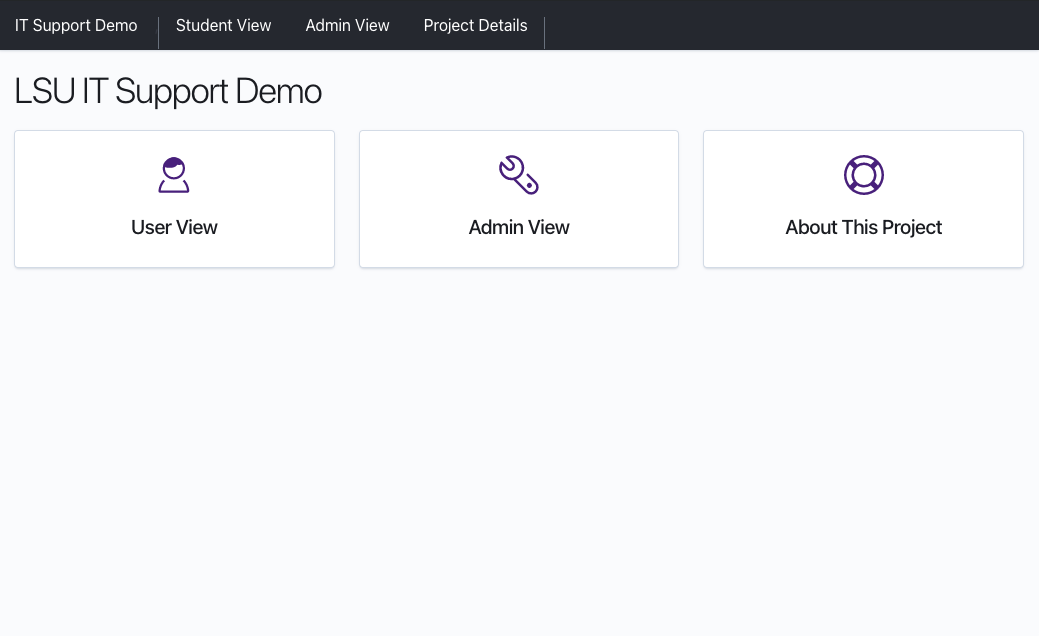 IT Support Demo Student View Admin View Project Details
LSU IT Support Demo
User View Admin View About This Project